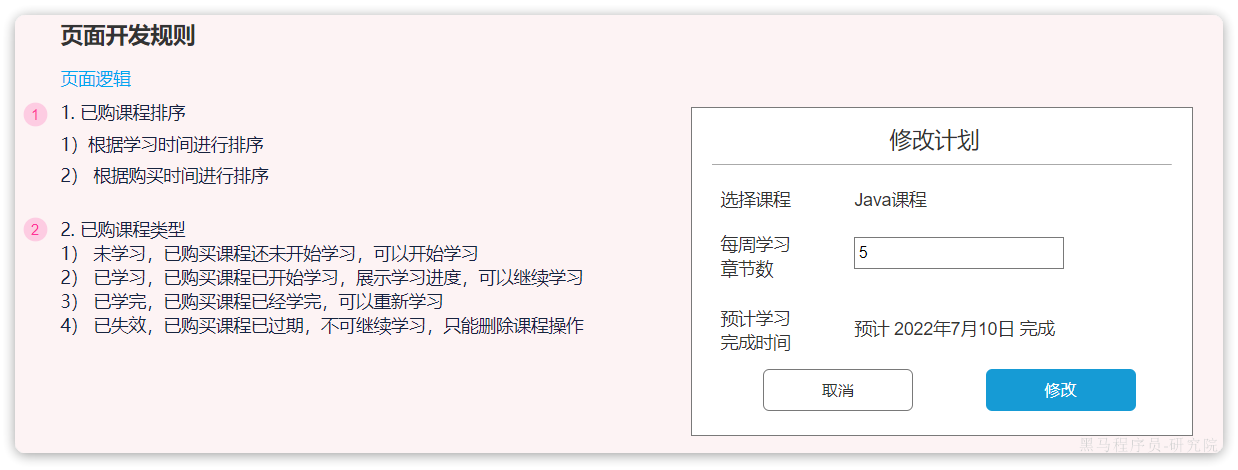 页面开发规则
页面逻辑
1
1. 已购课程排序
1）根据学习时间进行排序
2） 根据购买时间进行排序
2
2. 已购课程类型
1） 未学习，已购买课程还未开始学习，可以开始学习
2） 已学习，已购买课程已开始学习，展示学习进度，可以继续学习
3） 已学完，已购买课程已经学完，可以重新学习
4） 已失效，已购买课程已过期，不可继续学习，只能删除课程操作
修改计划
选择课程 Java课程
每周学习
章节数
5
预计学习
完成时间
预计 2022年7月10日 完成
取消 修改
黑马程序员-研究院